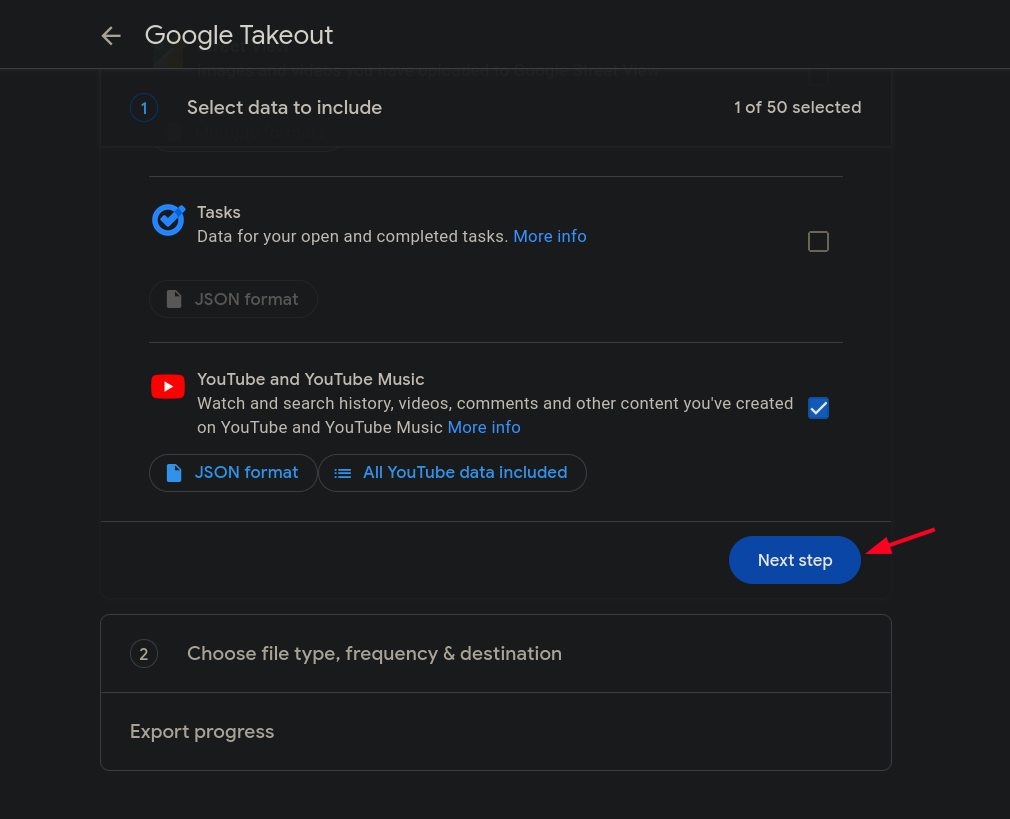 Google Takeout
Images and videos you have uploaded to Google Street View
1
Select data to include
1 of 50 selected
Multiple formats
Tasks
Data for your open and completed tasks. More info
JSON format
YouTube and YouTube Music
Watch and search history, videos, comments and other content you've created
on YouTube and YouTube Music More info
JSON format
All YouTube data included
Next step
2
Choose file type, frequency & destination
Export progress